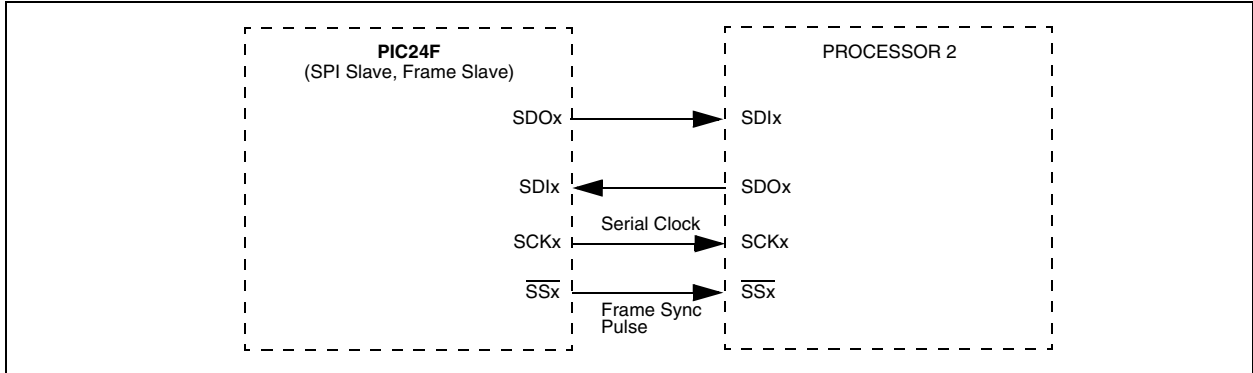 PIC24F
(SPI Slave, Frame Slave)
PROCESSOR 2
SDOx
SDIx
SDIx
SDOx
Serial Clock
SCKx
SCKx
SSx
SSx
Frame Sync
Pulse